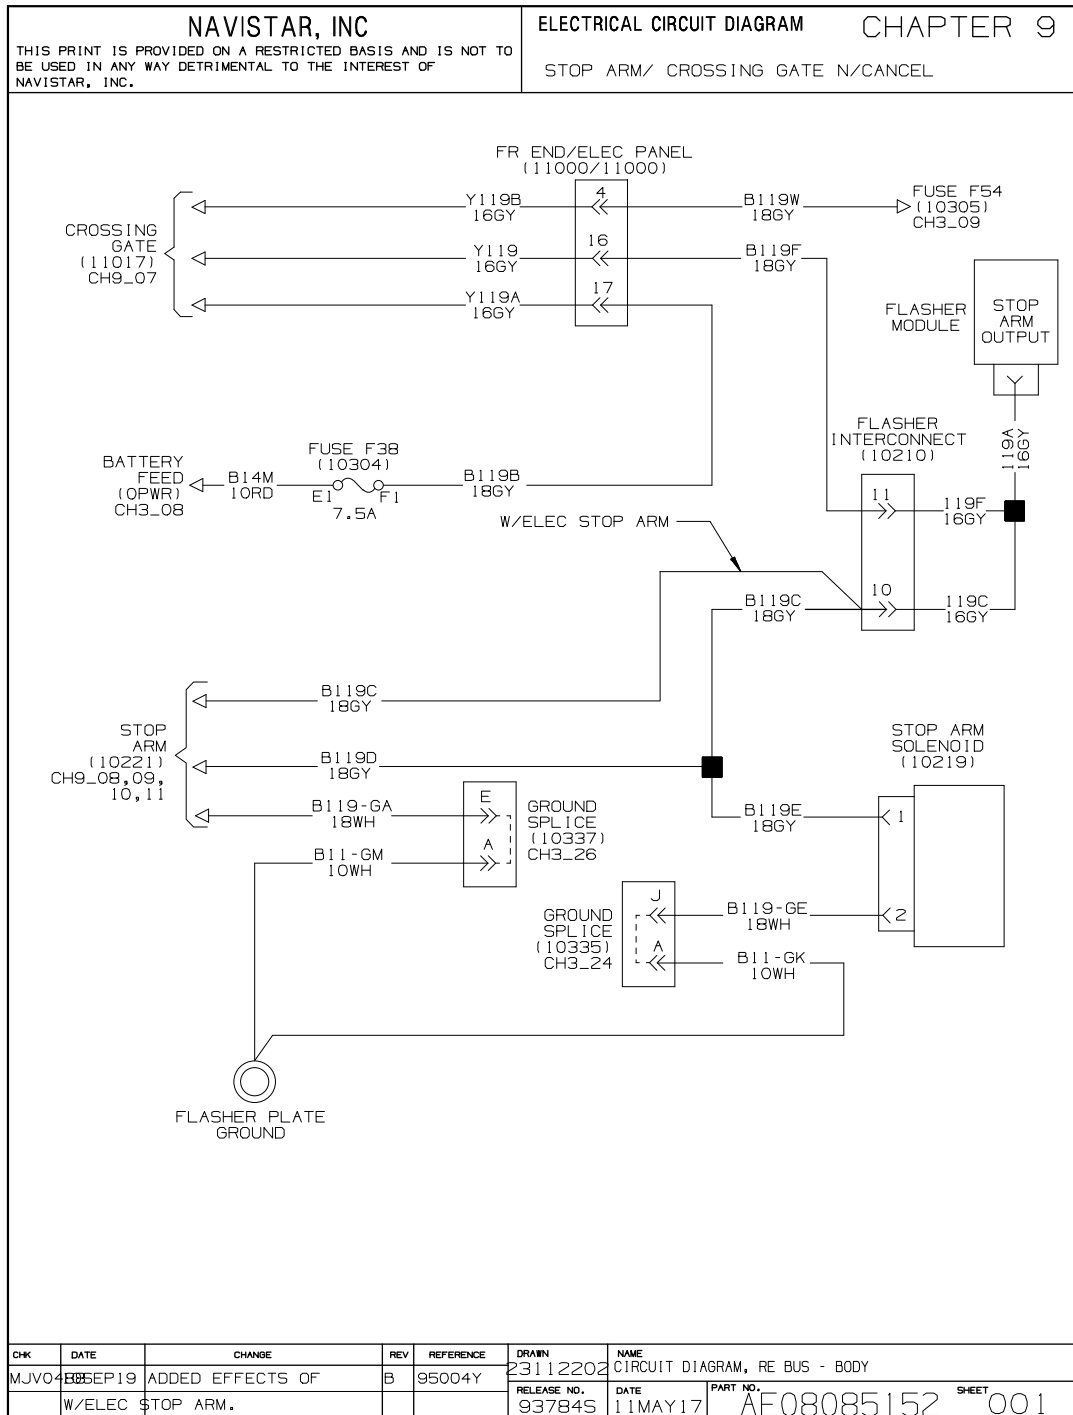 NAVISTAR, INC
THIS PRINT IS PROVIDED ON A RESTRICTED BASIS AND IS NOT TO
BE USED IN ANY WAY DETRIMENTAL TO THE INTEREST OF
NAVISTAR, INC.
ELECTRICAL CIRCUIT DIAGRAM
CHAPTER 9
STOP ARM/ CROSSING GATE N/CANCEL
FR END/ELEC PANEL
(11000/11000)
Y119B
16GY
4
B119W
18GY
FUSE F54
(10305)
CH3_09
CROSSING
GATE
(11017)
CH9_07
Y119
16GY
16
B119F
18GY
Y119A
16GY
17
FLASHER
MODULE
STOP
ARM
OUTPUT
119A
16GY
FLASHER
INTERCONNECT
(10210)
BATTERY
FEED
(OPWR)
CH3_08
B14M
10RD
FUSE F38
(10304)
E1
F1
7.5A
B119B
18GY
11
119F
16GY
W/ELEC STOP ARM
B119C
18GY
10
119C
16GY
STOP
ARM
(10221)
CH9_08,09,
10,11
B119C
18GY
B119D
18GY
B119-GA
18WH
E
A
GROUND
SPLICE
(10337)
CH3_26
B11-GM
10WH
STOP ARM
SOLENOID
(10219)
B119E
18GY
1
2
GROUND
SPLICE
(10335)
CH3_24
J
A
B119-GE
18WH
B11-GK
10WH
FLASHER PLATE
GROUND
CHK
DATE
CHANGE
REV
REFERENCE
DRAWN
23112202
NAME
CIRCUIT DIAGRAM, RE BUS - BODY
ADDED EFFECTS OF
B
95004Y
W/ELEC STOP ARM.
RELEASE NO.
93784S
DATE
11MAY17
PART NO.
AF08085152
SHEET
001